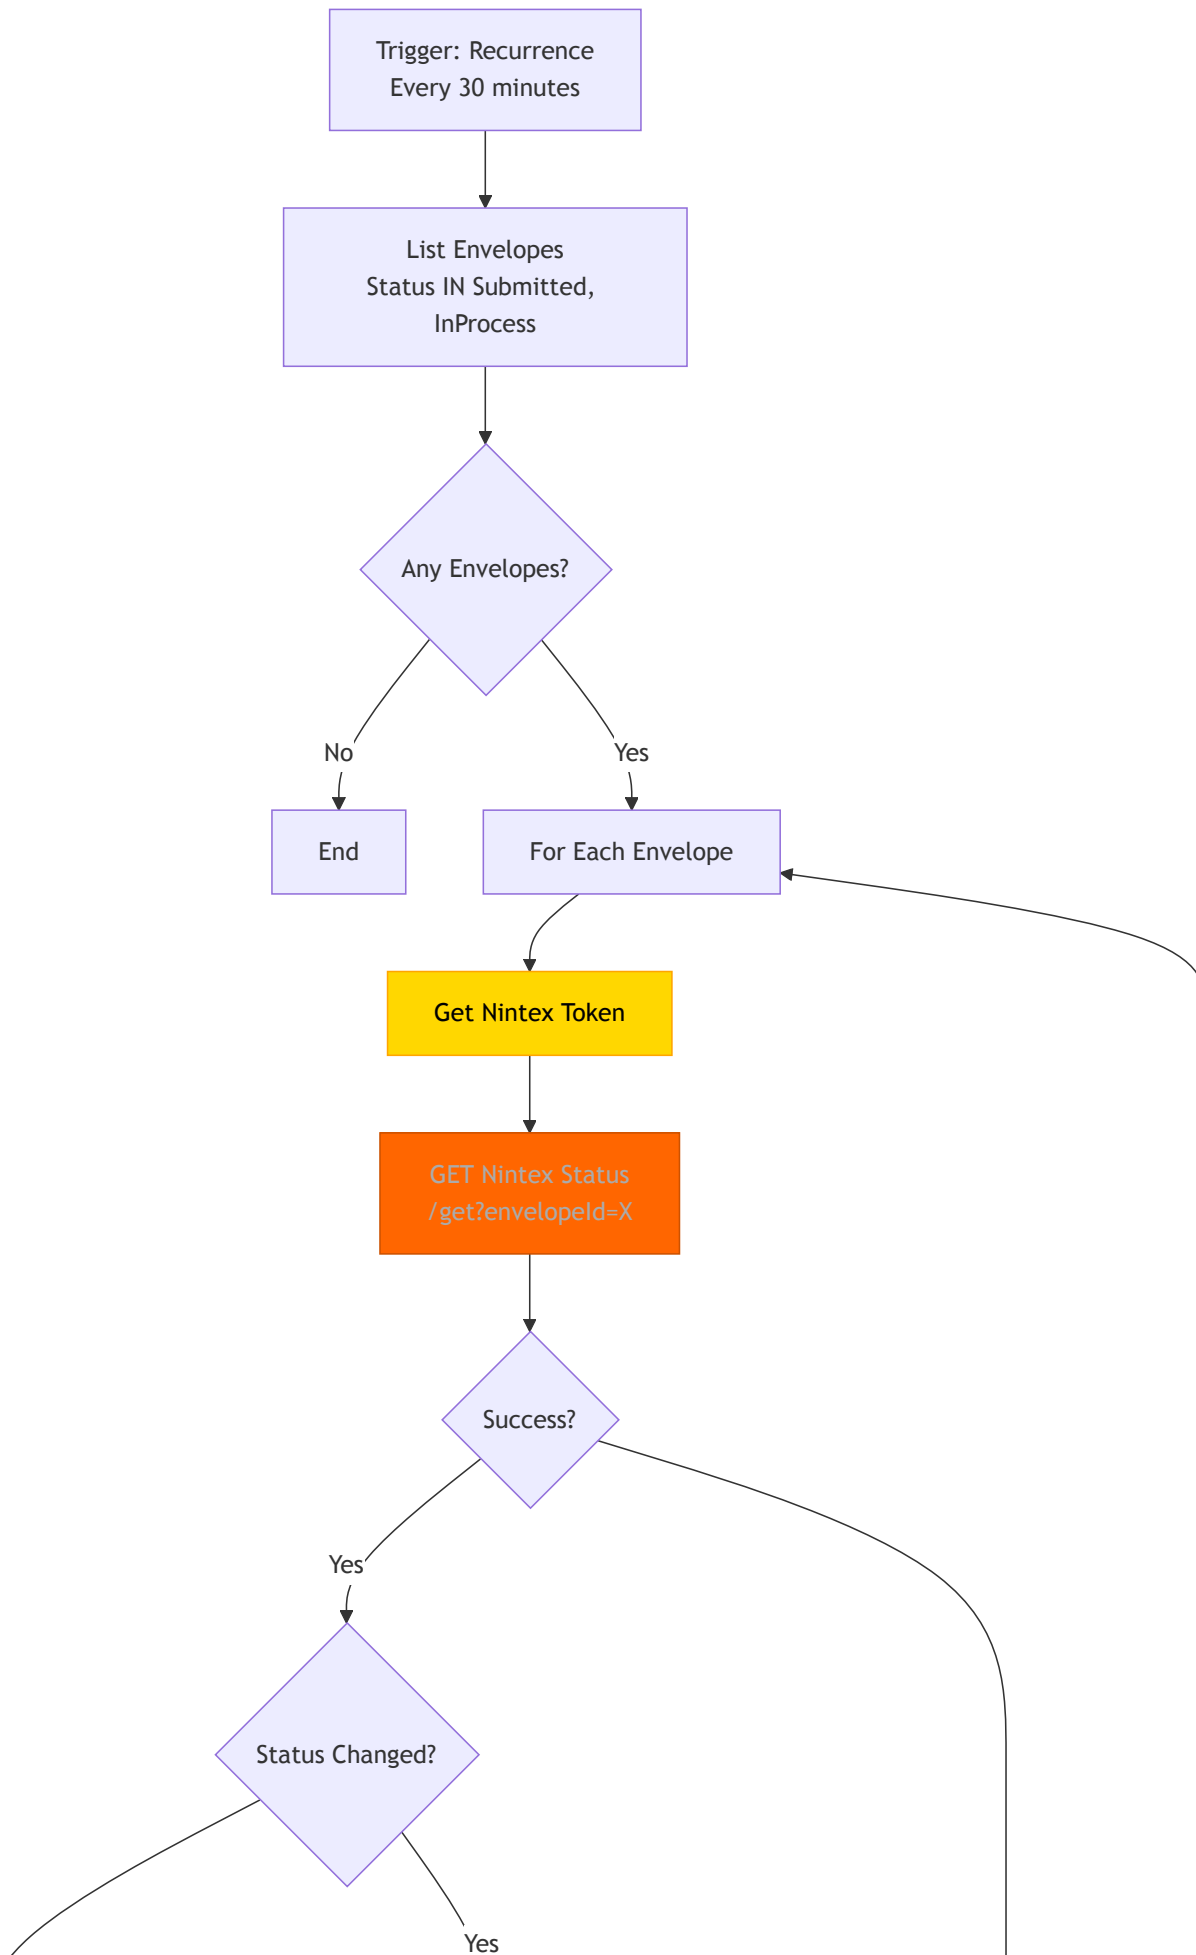 Trigger: Recurrence
Every 30 minutes
List Envelopes
Status IN Submitted,
InProcess
Any Envelopes?
No
Yes
End
For Each Envelope
Get Nintex Token
GET Nintex Status
/get?envelopeId=X
Success?
Yes
Status Changed?
Yes